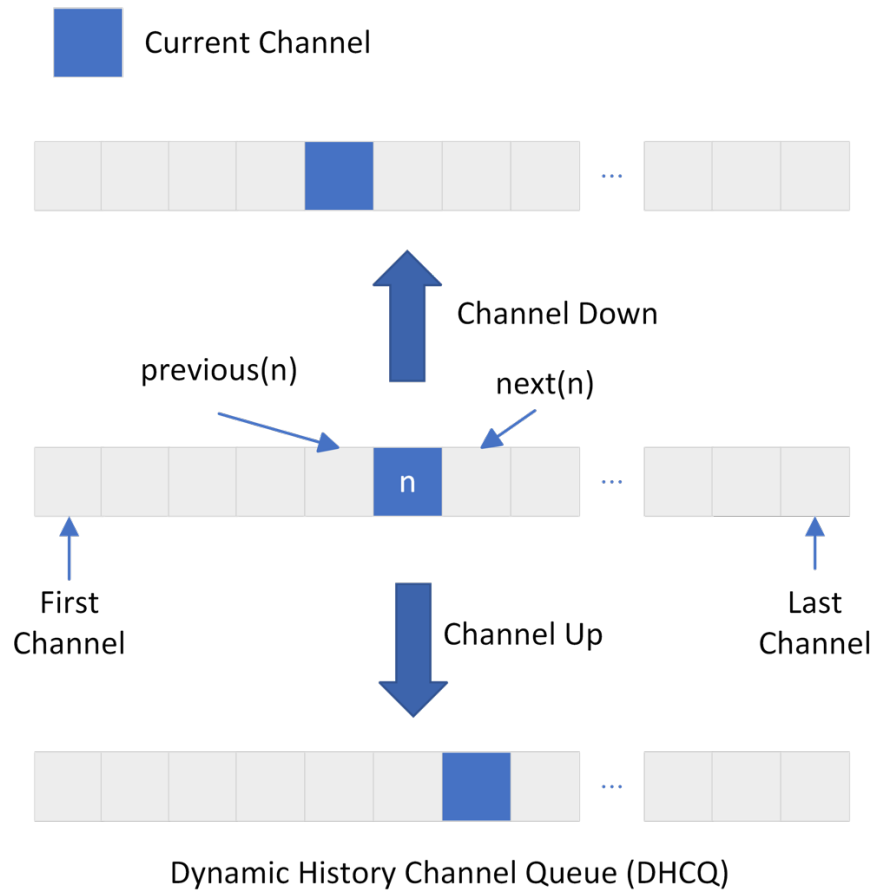 Current Channel
...
Channel Down
previous(n)
next(n)
n
...
First
Channel
Last
Channel
Channel Up
...
Dynamic History Channel Queue (DHCQ)